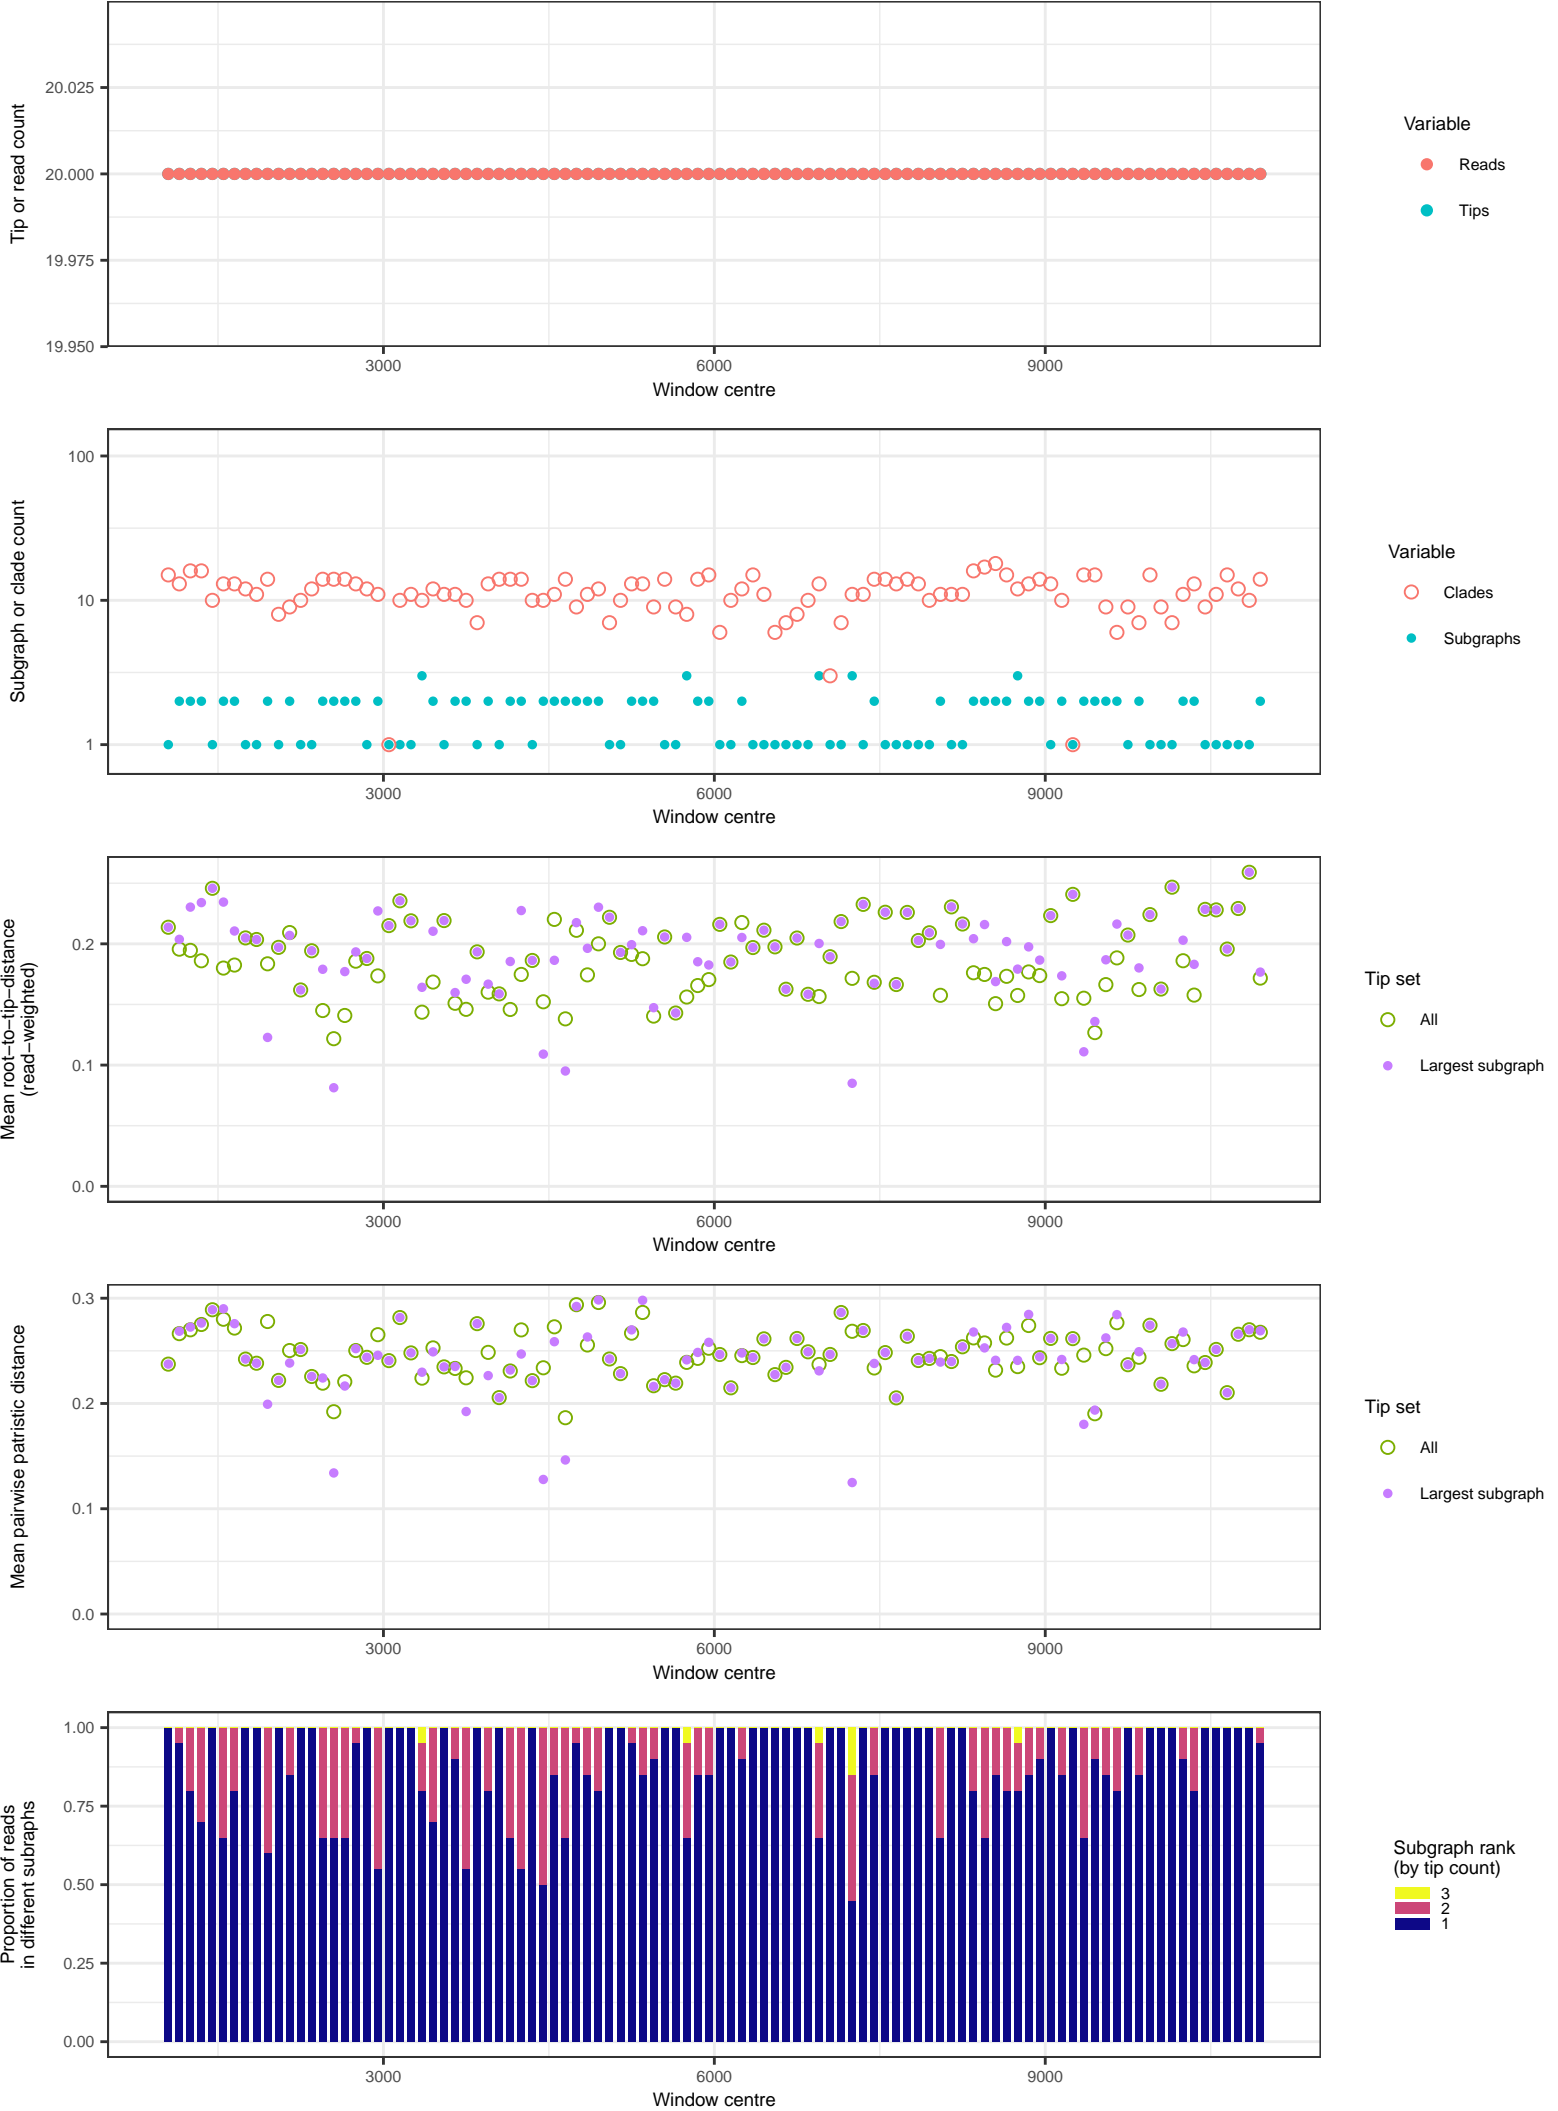 20.025
20.000
19.975
19.950
Tip or read count
3000
6000
9000
Window centre
Variable
Reads
Tips
100
10
1
Subgraph or clade count
3000
6000
9000
Window centre
Variable
Clades
Subgraphs
0.2
0.1
0.0
Mean root−to−tip−distance
(read−weighted)
3000
6000
9000
Window centre
Tip set
All
Largest subgraph
0.3
0.2
0.1
0.0
Mean pairwise patristic distance
3000
6000
9000
Window centre
Tip set
All
Largest subgraph
1.00
0.75
0.50
0.25
0.00
Proportion of reads
in different subraphs
3000
6000
9000
Window centre
Subgraph rank
(by tip count)
3
2
1